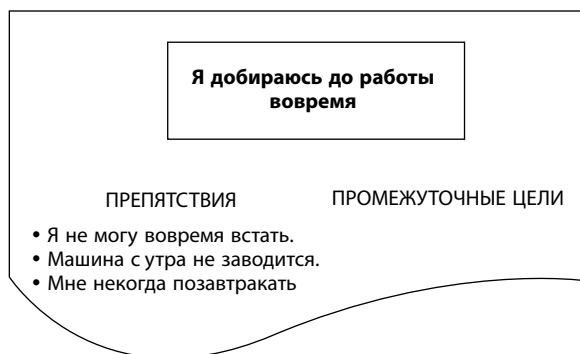 Я добираюсь до работы
вовремя
ПРЕПЯТСТВИЯ
ПРОМЕЖУТОЧНЫЕ ЦЕЛИ
• Я не могу вовремя встать.
• Машина с утра не заводится.
• Мне некогда позавтракать